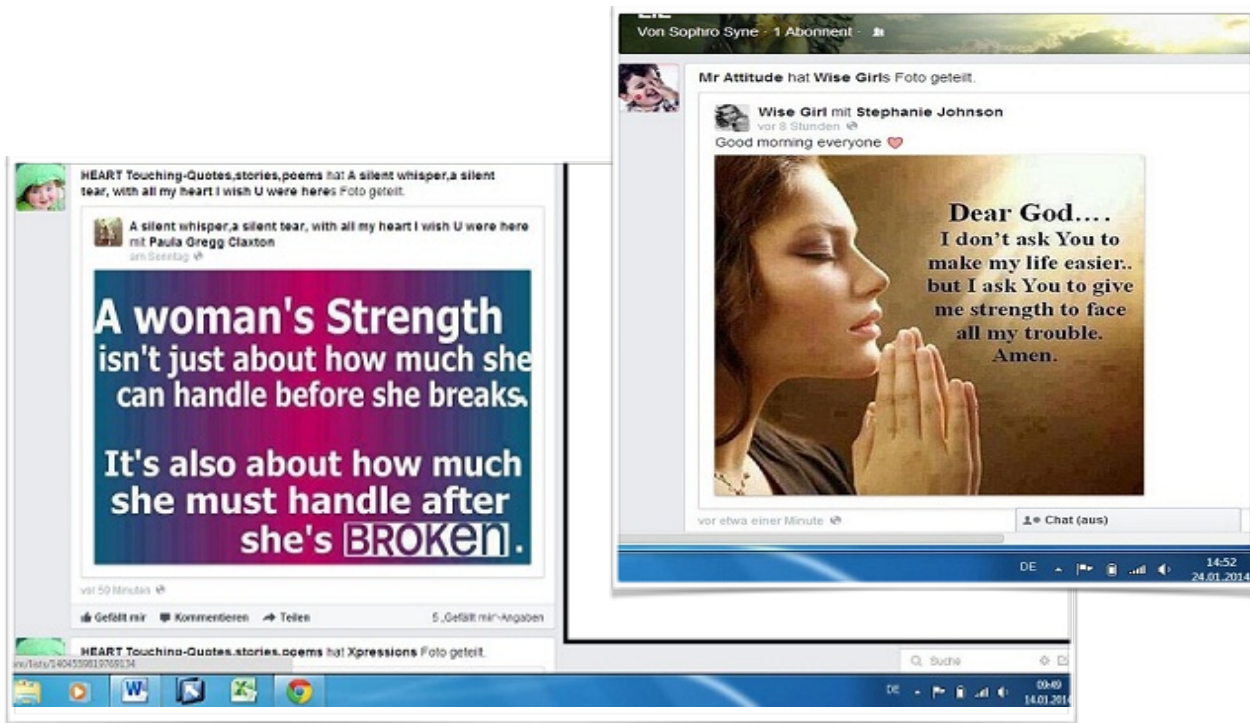 Von Sophro Syne · 1 Abonnent ·
Mr Attitude hat Wise Girls Foto geteilt.
Wise Girl mit Stephanie Johnson
vor 8 Stunden
Good morning everyone
Dear God....
I don't ask You to
make my life easier..
but I ask You to give
me strength to face
all my trouble.
Amen.
vor etwa einer Minute
Chat (aus)
DE
14:52
24.01.2014
HEART Touching-Quotes,stories,poems hat A silent whisper,a silent
tear, with all my heart I wish U were heres Foto geteilt.
A silent whisper,a silent tear, with all my heart I wish U were here
mit Paula Gregg Claxton
am Sonntag
A woman's Strength
isn't just about how much she
can handle before she breaks.
It's also about how much
she must handle after
she's BROKEN.
vor 59 Minuten
Gefällt mir Kommentieren Teilen 5 „Gefällt mir“-Angaben
HEART Touching-Quotes,stories,poems hat Xpressions Foto geteilt.
Suche
DE
09:49
14.01.2014